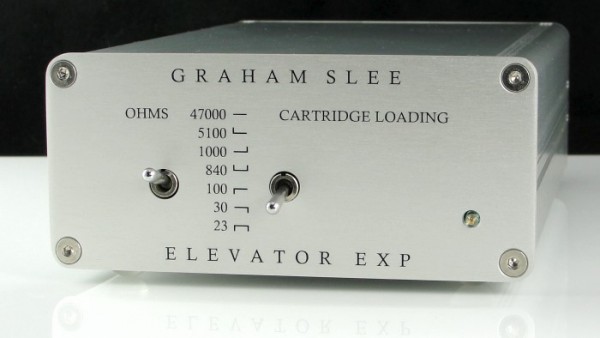 GRAHAM SLEE
OHMS 47000 CARTRIDGE LOADING
5100
1000
840
100
30
23
ELEVATOR EXP